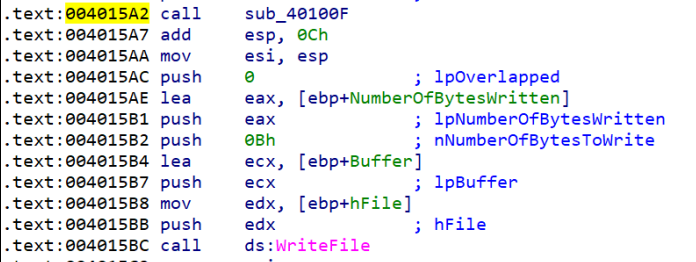 .text:004015A2 call sub_40100F
.text:004015A7 add esp, 0Ch
.text:004015AA mov esi, esp
.text:004015AC push 0 ; lpOverlapped
.text:004015AE lea eax, [ebp+NumberOfBytesWritten]
.text:004015B1 push eax ; lpNumberOfBytesWritten
.text:004015B2 push 0Bh ; nNumberOfBytesToWrite
.text:004015B4 lea ecx, [ebp+Buffer]
.text:004015B7 push ecx ; lpBuffer
.text:004015B8 mov edx, [ebp+hFile]
.text:004015BB push edx ; hFile
.text:004015BC call ds:WriteFile